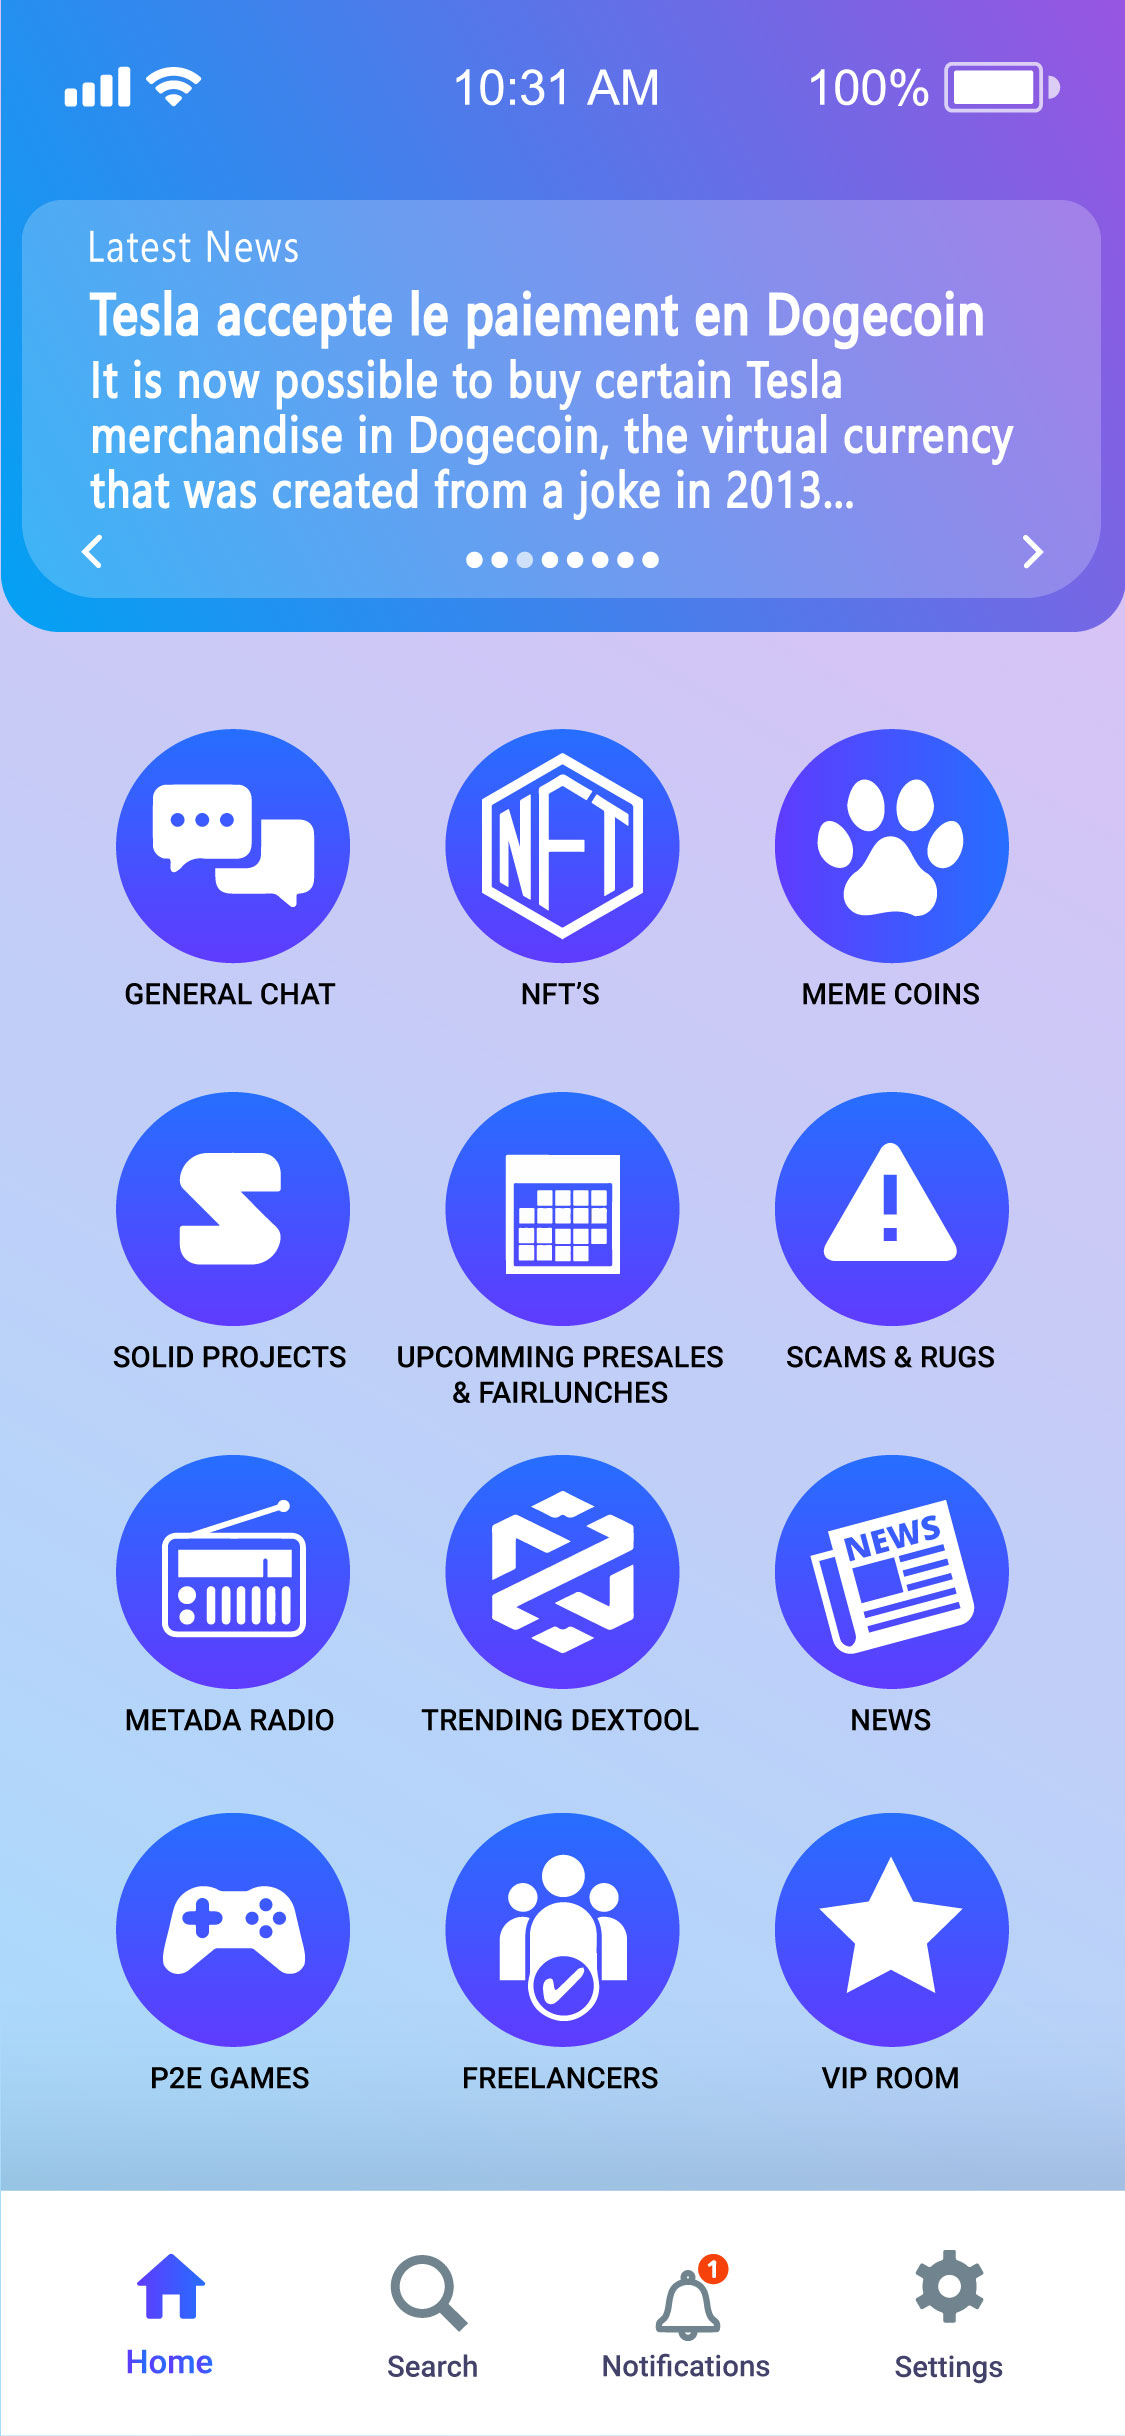 10:31 AM 100%
Latest News
Tesla accepte le paiement en Dogecoin
It is now possible to buy certain Tesla
merchandise in Dogecoin, the virtual currency
that was created from a joke in 2013...
NFT
GENERAL CHAT NFT’S MEME COINS
S
SOLID PROJECTS UPCOMMING PRESALES SCAMS & RUGS
& FAIRLUNCHES
NEWS
METADA RADIO TRENDING DEXTOOL NEWS
P2E GAMES FREELANCERS VIP ROOM
1
Home Search Notifications Settings